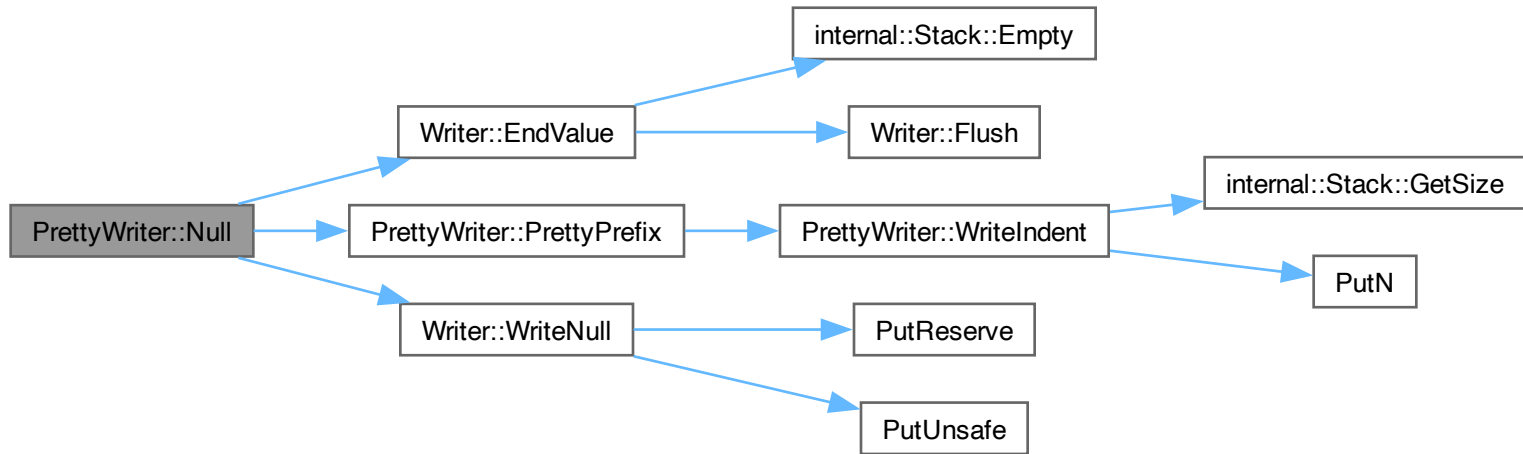 internal::Stack::Empty
Writer::EndValue
Writer::Flush
internal::Stack::GetSize
PrettyWriter::Null
PrettyWriter::PrettyPrefix
PrettyWriter::WriteIndent
PutN
Writer::WriteNull
PutReserve
PutUnsafe